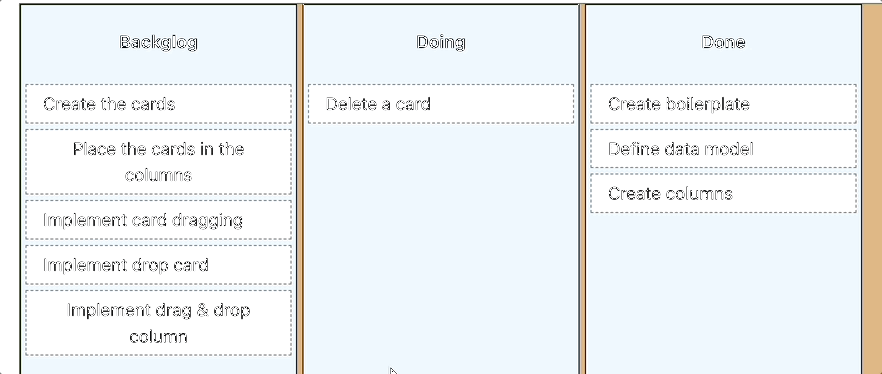 Backglog
Create the cards
Place the cards in the
columns
Implement card dragging
Implement drop card
Implement drag & drop
column
Doing
Delete a card
Done
Create boilerplate
Define data model
Create columns